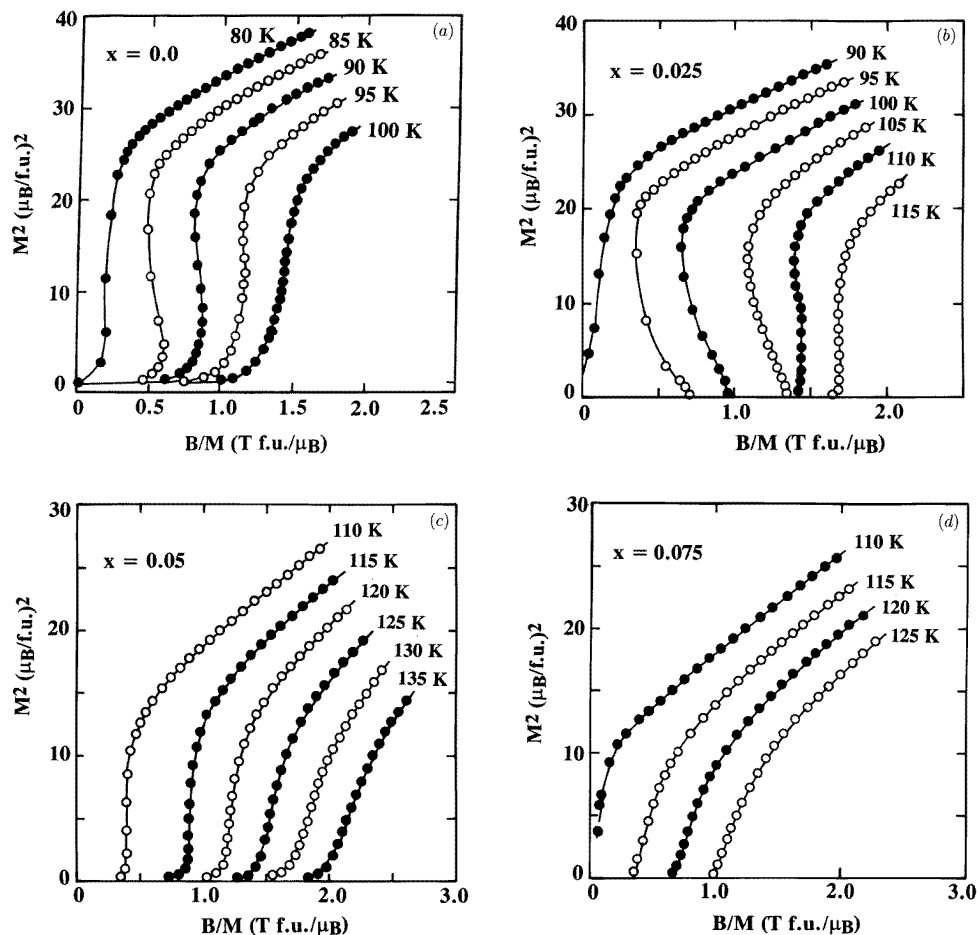 (a)
x = 0.0
80 K
85 K
90 K
95 K
100 K
40
30
20
10
0
M² (μB/f.u.)²
0 0.5 1.0 1.5 2.0 2.5
B/M (T f.u./μB)
(b)
x = 0.025
90 K
95 K
100 K
105 K
110 K
115 K
40
30
20
10
0
M² (μB/f.u.)²
0 1.0 2.0
B/M (T f.u./μB)
(c)
x = 0.05
110 K
115 K
120 K
125 K
130 K
135 K
30
20
10
0
M² (μB/f.u.)²
0 1.0 2.0 3.0
B/M (T f.u./μB)
(d)
x = 0.075
110 K
115 K
120 K
125 K
30
20
10
0
M² (μB/f.u.)²
0 1.0 2.0 3.0
B/M (T f.u./μB)